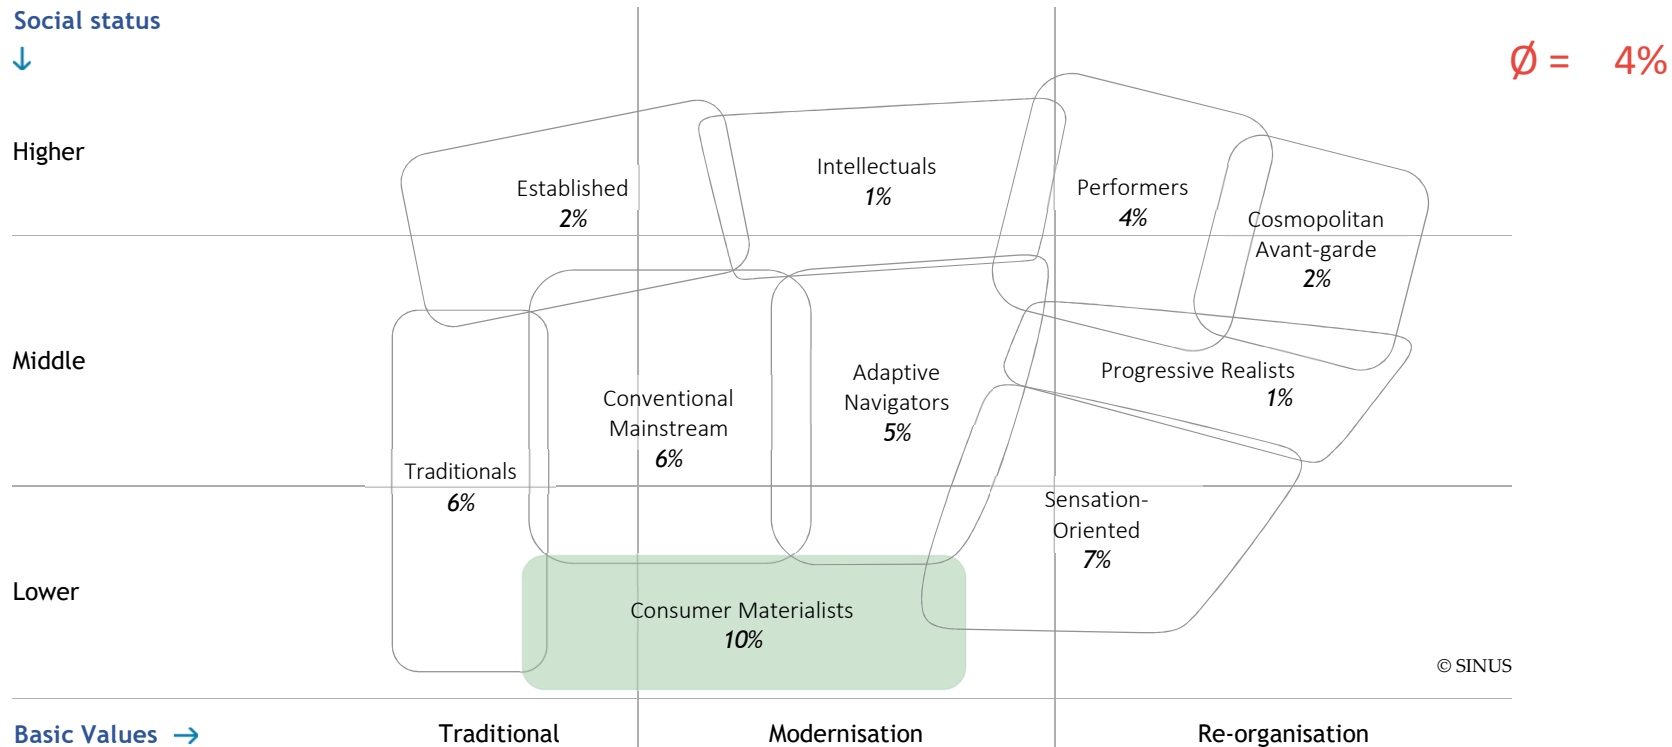 Social status
↓
Ø = 4%
Higher
Established
2%
Intellectuals
1%
Performers
4%
Cosmopolitan
Avant-garde
2%
Middle
Conventional
Mainstream
6%
Adaptive
Navigators
5%
Progressive Realists
1%
Traditionals
6%
Sensation-
Oriented
7%
Lower
Consumer Materialists
10%
© SINUS
Basic Values →
Traditional
Modernisation
Re-organisation